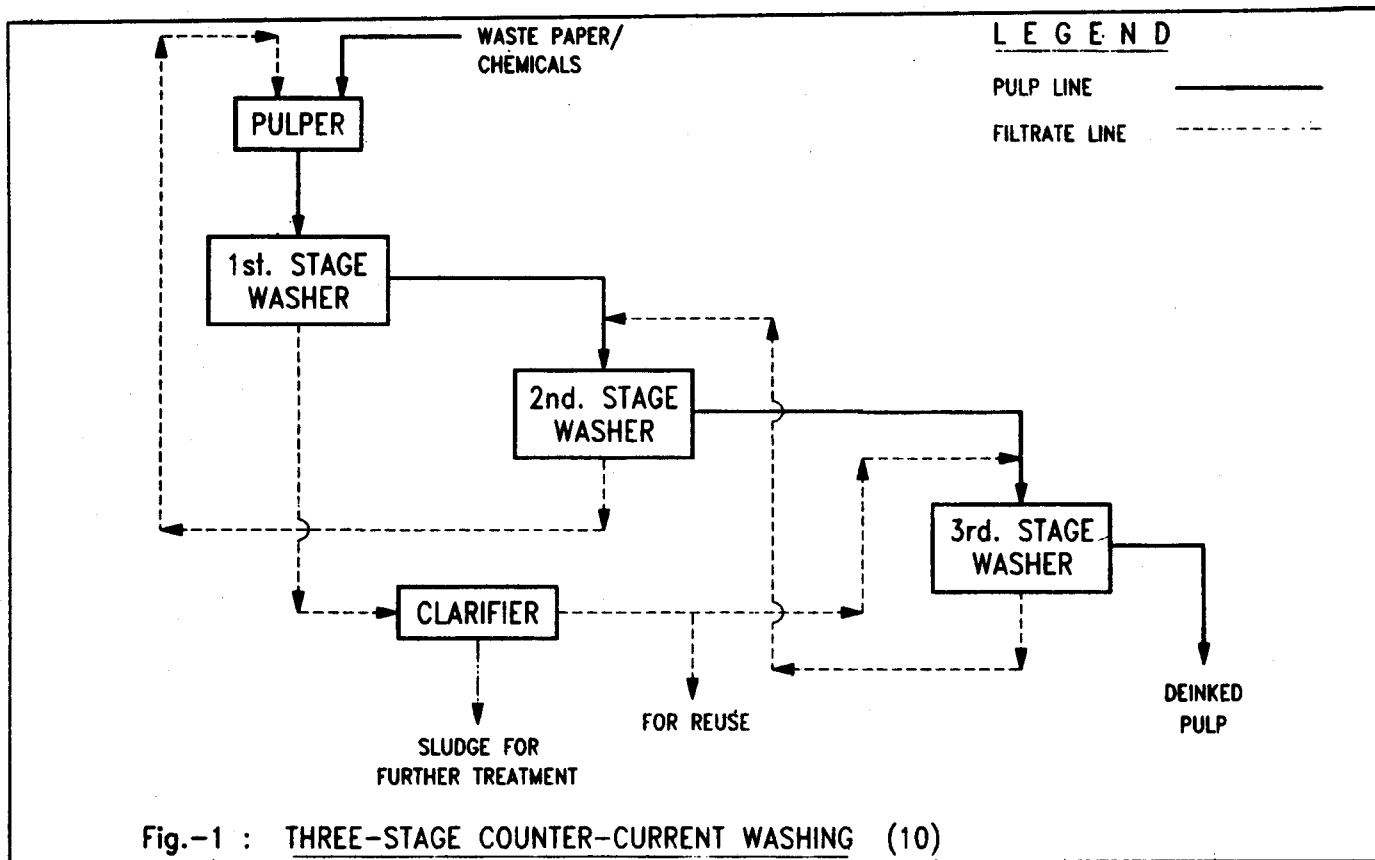 WASTE PAPER/
CHEMICALS
L E G E N D
PULP LINE
FILTRATE LINE
PULPER
1st. STAGE
WASHER
2nd. STAGE
WASHER
3rd. STAGE
WASHER
CLARIFIER
FOR REUSE
SLUDGE FOR
FURTHER TREATMENT
DEINKED
PULP
Fig.-1 : THREE-STAGE COUNTER-CURRENT WASHING (10)